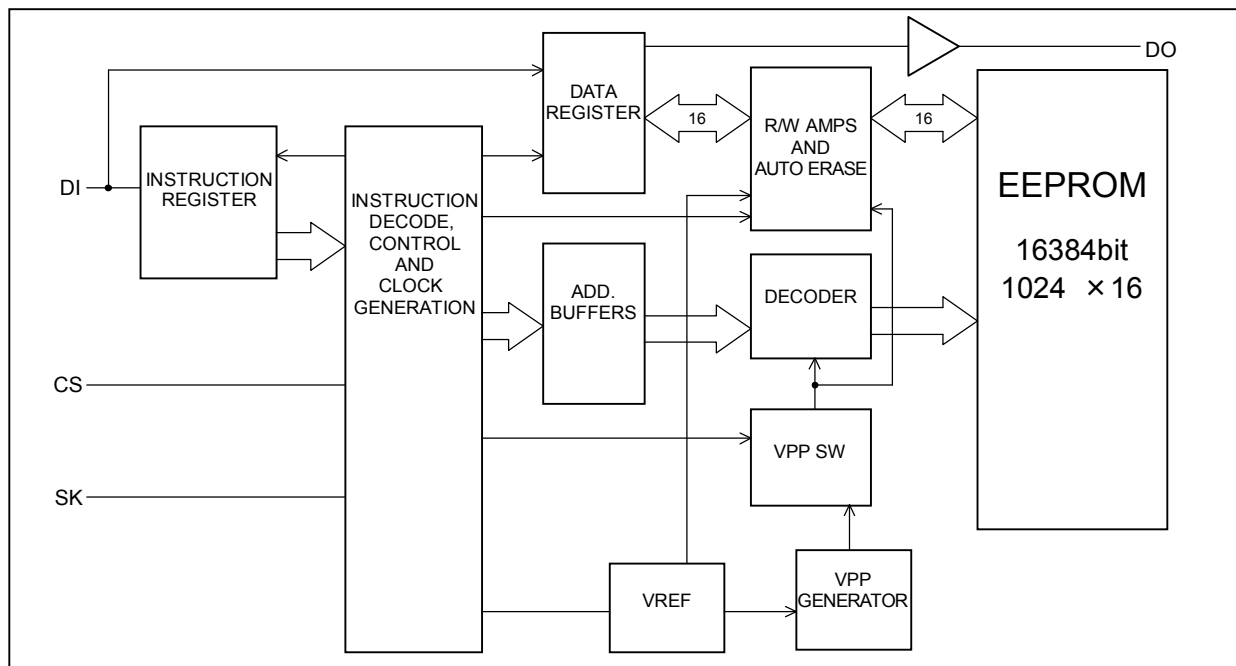 DO
DATA
REGISTER
16
R/W AMPS
AND
AUTO ERASE
16
EEPROM
16384bit
1024 ×16
DI
INSTRUCTION
REGISTER
INSTRUCTION
DECODE,
CONTROL
AND
CLOCK
GENERATION
ADD.
BUFFERS
DECODER
CS
VPP SW
SK
VREF
VPP
GENERATOR